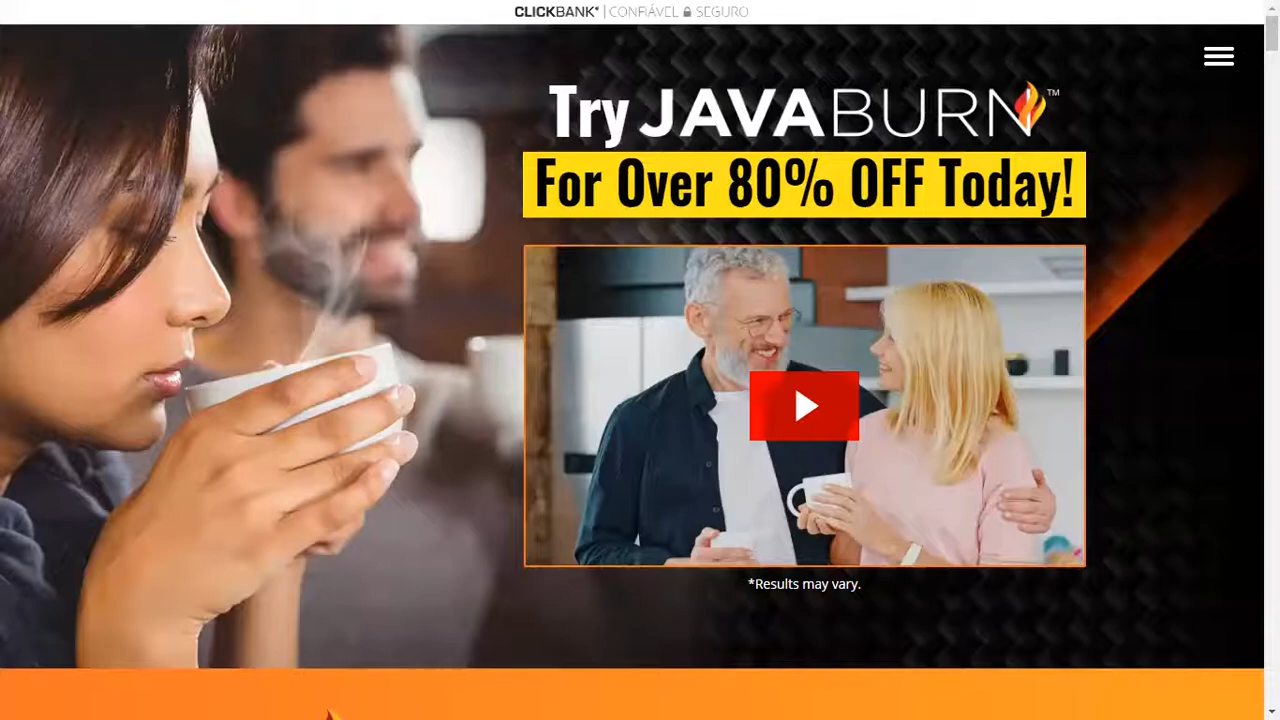 CLICKBANK® | CONFIÁVEL SEGURO
Try JAVABURN™
For Over 80% OFF Today!
*Results may vary.